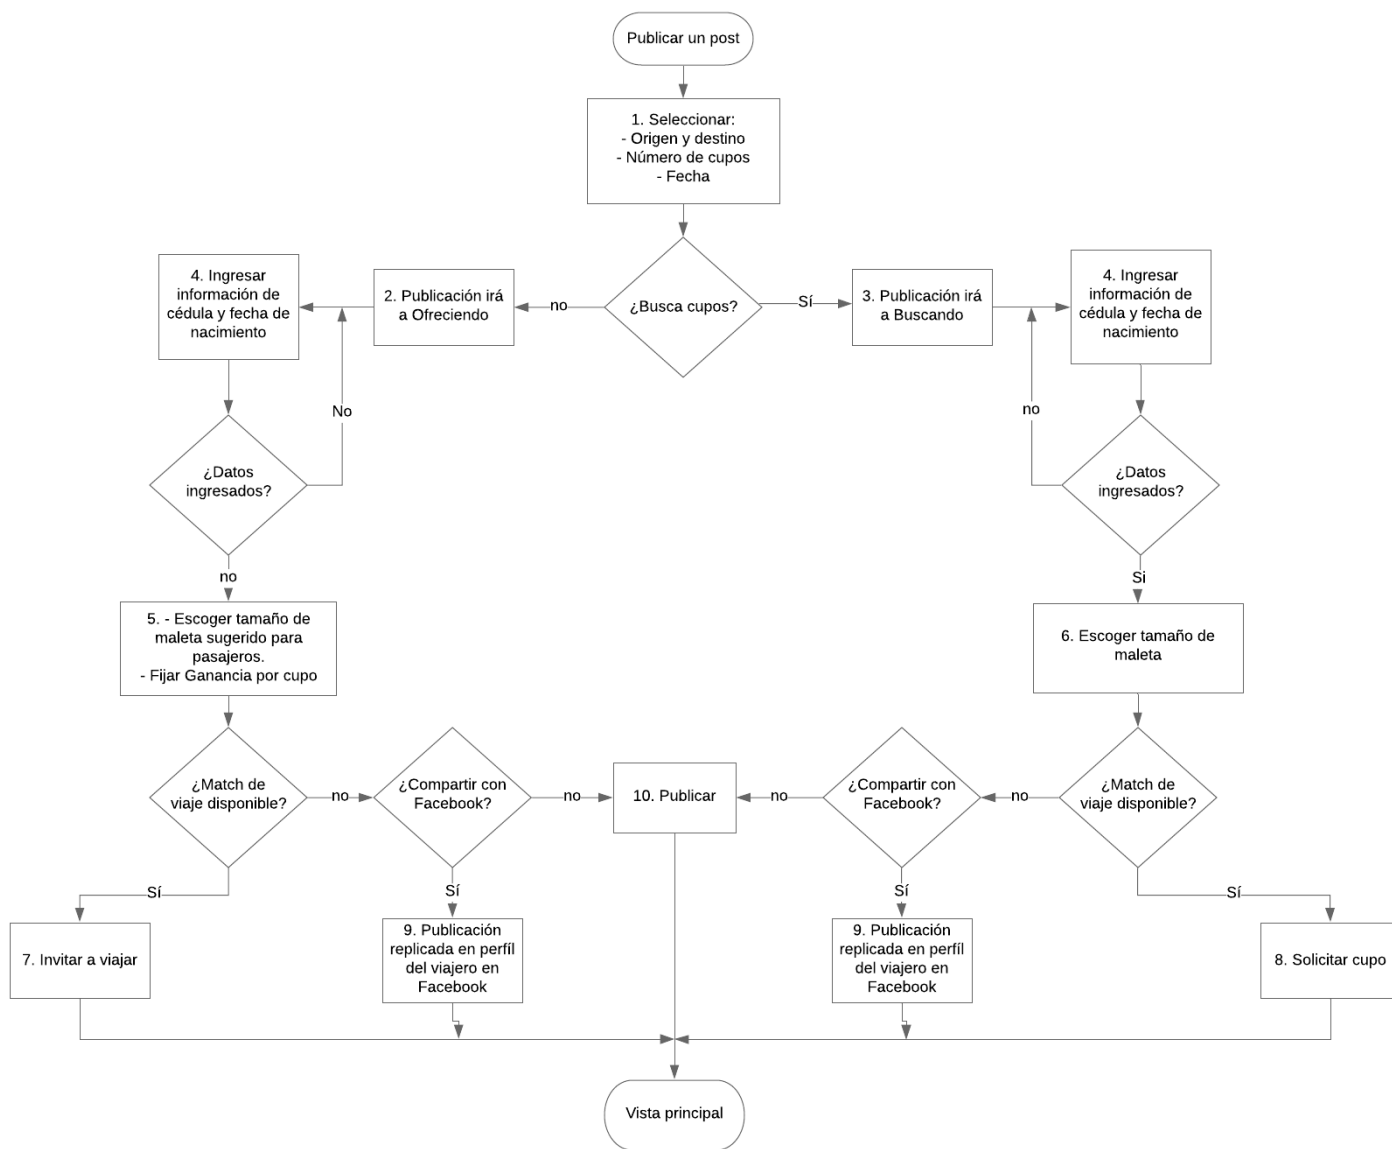 Publicar un post
1. Seleccionar:
- Origen y destino
- Número de cupos
- Fecha
¿Busca cupos?
no
Sí
2. Publicación irá
a Ofreciendo
3. Publicación irá
a Buscando
4. Ingresar
información de
cédula y fecha de
nacimiento
4. Ingresar
información de
cédula y fecha de
nacimiento
No
no
¿Datos
ingresados?
¿Datos
ingresados?
no
Si
5. - Escoger tamaño de
maleta sugerido para
pasajeros.
- Fijar Ganancia por cupo
6. Escoger tamaño de
maleta
¿Match de
viaje disponible?
no
¿Compartir con
Facebook?
no
10. Publicar
no
¿Compartir con
Facebook?
no
¿Match de
viaje disponible?
Sí
Sí
Sí
Sí
7. Invitar a viajar
9. Publicación
replicada en perfíl
del viajero en
Facebook
9. Publicación
replicada en perfíl
del viajero en
Facebook
8. Solicitar cupo
Vista principal